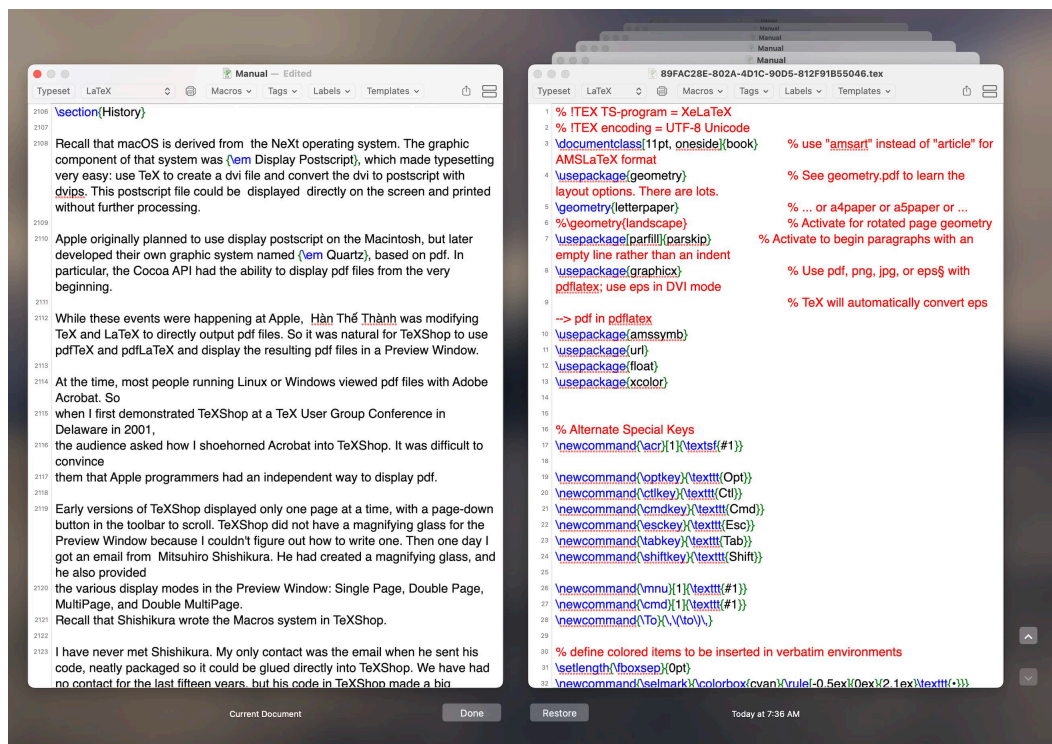 Manual
Manual
Manual
Manual
Manual — Edited
Typeset LaTeX Macros Tags Labels Templates
2106 \section{History}
2107
2108 Recall that macOS is derived from  the NeXt operating system. The graphic
component of that system was {\em Display Postscript}, which made typesetting
very easy: use TeX to create a dvi file and convert the dvi to postscript with
dvips. This postscript file could be  displayed  directly on the screen and printed
without further processing.
2109
2110 Apple originally planned to use display postscript on the Macintosh, but later
developed their own graphic system named {\em Quartz}, based on pdf. In
particular, the Cocoa API had the ability to display pdf files from the very
beginning.
2111
2112 While these events were happening at Apple,  Hàn Thế Thành was modifying
TeX and LaTeX to directly output pdf files. So it was natural for TeXShop to use
pdfTeX and pdfLaTeX and display the resulting pdf files in a Preview Window.
2113
2114 At the time, most people running Linux or Windows viewed pdf files with Adobe
Acrobat. So
2115 when I first demonstrated TeXShop at a TeX User Group Conference in
Delaware in 2001,
2116 the audience asked how I shoehorned Acrobat into TeXShop. It was difficult to
convince
2117 them that Apple programmers had an independent way to display pdf.
2118
2119 Early versions of TeXShop displayed only one page at a time, with a page-down
button in the toolbar to scroll. TeXShop did not have a magnifying glass for the
Preview Window because I couldn't figure out how to write one. Then one day I
got an email from  Mitsuhiro Shishikura. He had created a magnifying glass, and
he also provided
2120 the various display modes in the Preview Window: Single Page, Double Page,
MultiPage, and Double MultiPage.
2121 Recall that Shishikura wrote the Macros system in TeXShop.
2122
2123 I have never met Shishikura. My only contact was the email when he sent his
code, neatly packaged so it could be glued directly into TeXShop. We have had
no contact for the last fifteen years, but his code in TeXShop made a big
89FAC28E-802A-4D1C-90D5-812F91B55046.tex
Typeset LaTeX Macros Tags Labels Templates
1 % !TEX TS-program = XeLaTeX
2 % !TEX encoding = UTF-8 Unicode
3 \documentclass[11pt, oneside]{book} % use "amsart" instead of "article" for
AMSLaTeX format
4 \usepackage{geometry} % See geometry.pdf to learn the
layout options. There are lots.
5 \geometry{letterpaper} % ... or a4paper or a5paper or ...
6 %\geometry{landscape} % Activate for rotated page geometry
7 \usepackage[parfill]{parskip} % Activate to begin paragraphs with an
empty line rather than an indent
8 \usepackage{graphicx} % Use pdf, png, jpg, or eps§ with
pdflatex; use eps in DVI mode
9 % TeX will automatically convert eps
--> pdf in pdflatex
10 \usepackage{amssymb}
11 \usepackage{url}
12 \usepackage{float}
13 \usepackage{xcolor}
14
15
16 % Alternate Special Keys
17 \newcommand{\acr}[1]{\textsf{#1}}
18
19 \newcommand{\optkey}{\texttt{Opt}}
20 \newcommand{\ctlkey}{\texttt{Ctl}}
21 \newcommand{\cmdkey}{\texttt{Cmd}}
22 \newcommand{\esckey}{\texttt{Esc}}
23 \newcommand{\tabkey}{\texttt{Tab}}
24 \newcommand{\shiftkey}{\texttt{Shift}}
25
26 \newcommand{\mnu}[1]{\texttt{#1}}
27 \newcommand{\cmd}[1]{\texttt{#1}}
28 \newcommand{\To}{\,\(\to\)\,}
29
30 % define colored items to be inserted in verbatim environments
31 \setlength{\fboxsep}{0pt}
32 \newcommand{\selmark}{\colorbox{cyan}{\rule[-0.5ex]{0ex}{2.1ex}\texttt{•}}}
Current Document
Done
Restore
Today at 7:36 AM